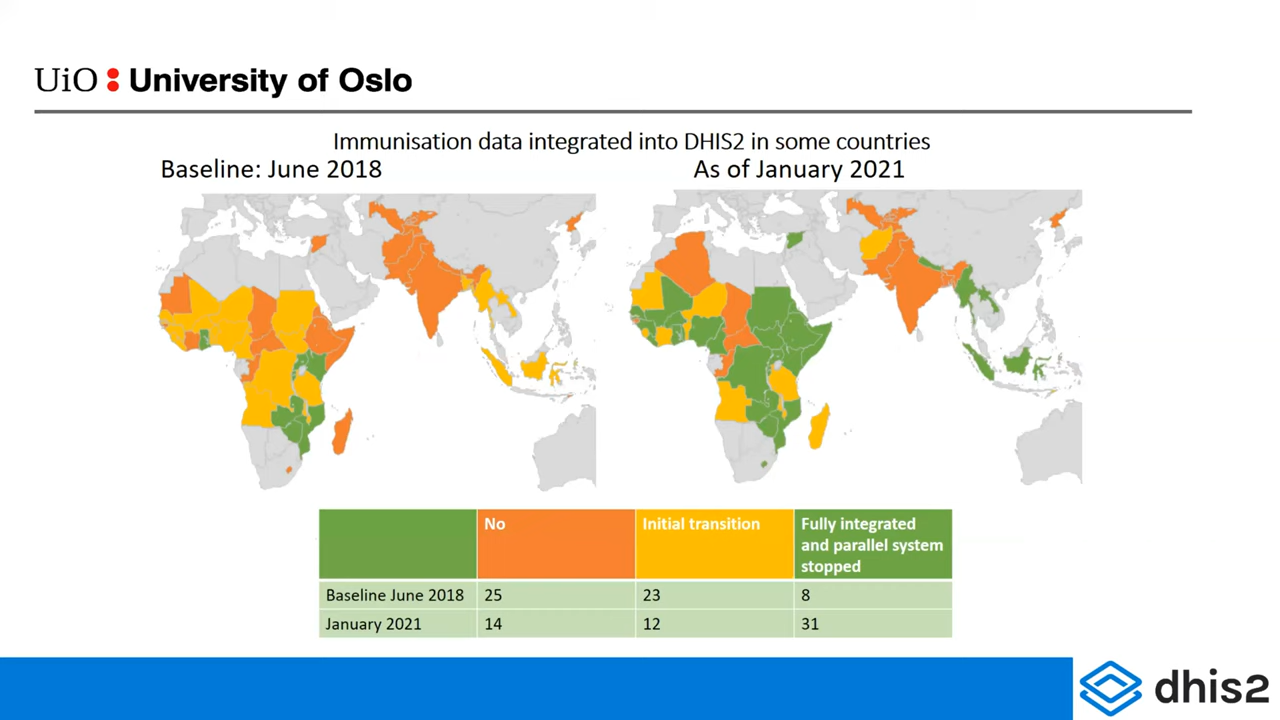 UiO : University of Oslo
Immunisation data integrated into DHIS2 in some countries
Baseline: June 2018
As of January 2021
No
Initial transition
Fully integrated
and parallel system
stopped
Baseline June 2018 25 23 8
January 2021 14 12 31
dhis2